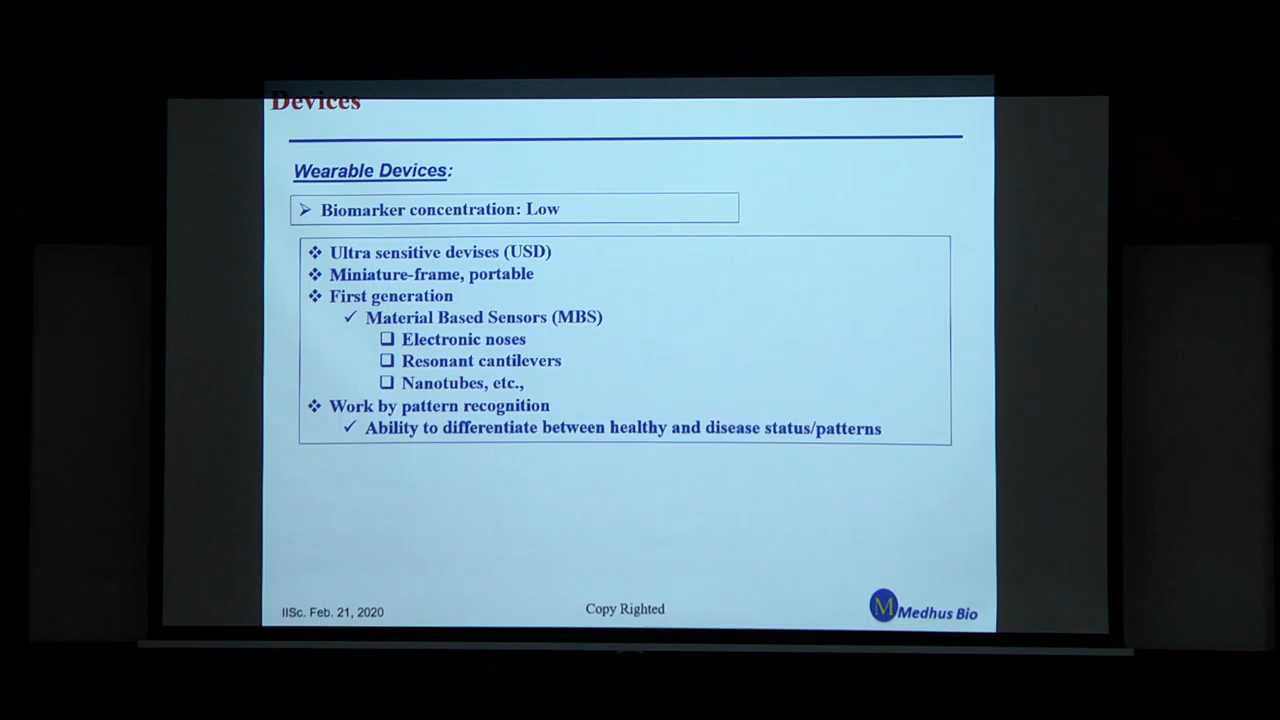 Devices
Wearable Devices:
➢ Biomarker concentration: Low
❖ Ultra sensitive devises (USD)
❖ Miniature-frame, portable
❖ First generation
✓ Material Based Sensors (MBS)
❑ Electronic noses
❑ Resonant cantilevers
❑ Nanotubes, etc.,
❖ Work by pattern recognition
✓ Ability to differentiate between healthy and disease status/patterns
IISc. Feb. 21, 2020
Copy Righted
M Medhus Bio